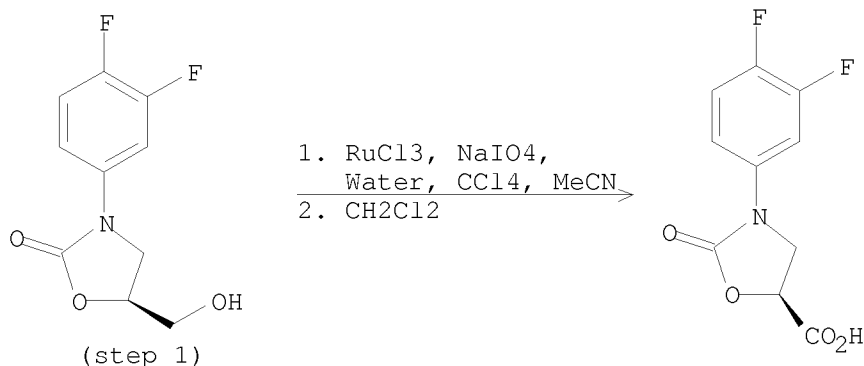 F
F
F
F
1. RuCl3, NaIO4,
Water, CCl4, MeCN
2. CH2Cl2
N
N
O
O
O
OH
O
CO2H
(step 1)